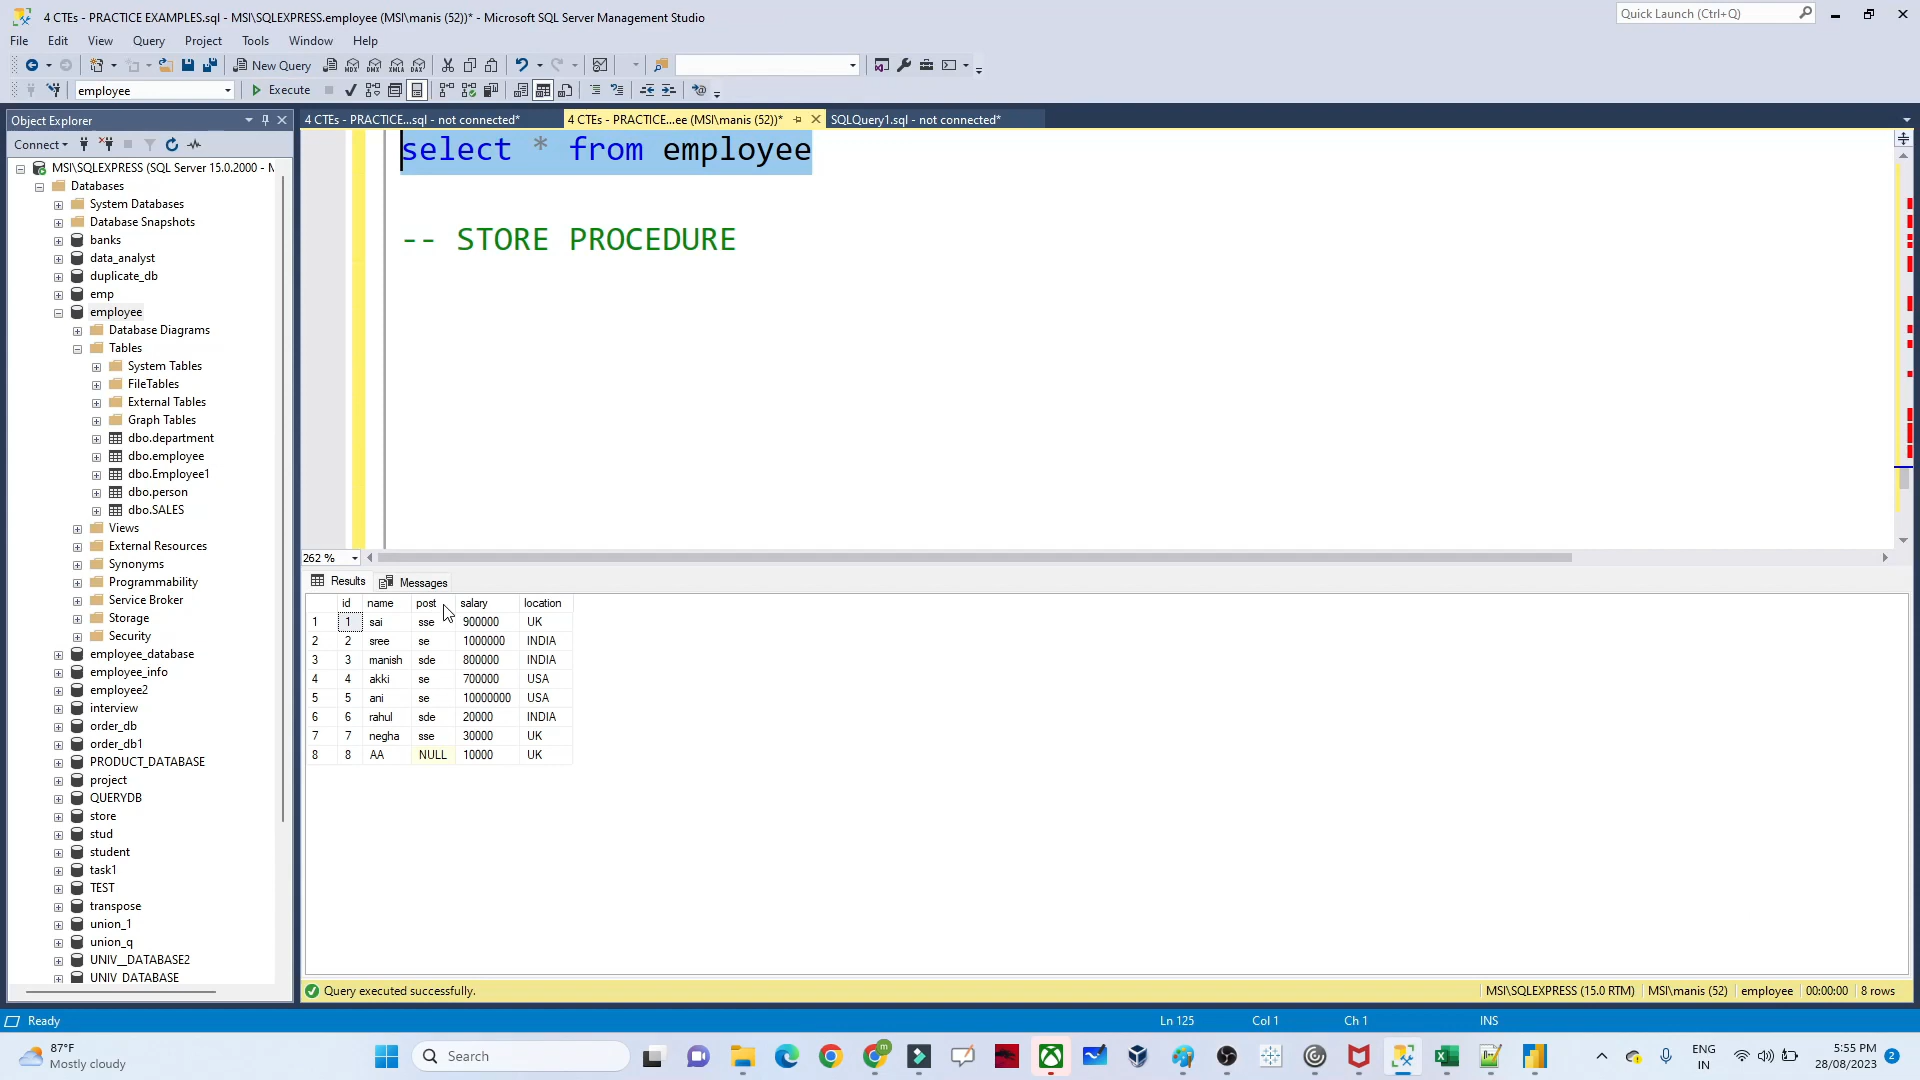 4 CTEs - PRACTICE EXAMPLES.sql - MSI\SQLEXPRESS.employee (MSI\manis (52))* - Microsoft SQL Server Management Studio
Quick Launch (Ctrl+Q)
File Edit View Query Project Tools Window Help
New Query
employee
Execute
Object Explorer
4 CTEs - PRACTICE...sql - not connected*
4 CTEs - PRACTICE...ee (MSI\manis (52))*
SQLQuery1.sql - not connected*
Connect
MSI\SQLEXPRESS (SQL Server 15.0.2000 - M
Databases
System Databases
Database Snapshots
banks
data_analyst
duplicate_db
emp
employee
Database Diagrams
Tables
System Tables
FileTables
External Tables
Graph Tables
dbo.department
dbo.employee
dbo.Employee1
dbo.person
dbo.SALES
Views
External Resources
Synonyms
Programmability
Service Broker
Storage
Security
employee_database
employee_info
employee2
interview
order_db
order_db1
PRODUCT_DATABASE
project
QUERYDB
store
stud
student
task1
TEST
transpose
union_1
union_q
UNIV__DATABASE2
UNIV_DATABASE
select * from employee
-- STORE PROCEDURE
262 %
Results Messages
id name post salary location
1 1 sai sse 900000 UK
2 2 sree se 1000000 INDIA
3 3 manish sde 800000 INDIA
4 4 akki se 700000 USA
5 5 ani se 10000000 USA
6 6 rahul sde 20000 INDIA
7 7 negha sse 30000 UK
8 8 AA NULL 10000 UK
Query executed successfully.
MSI\SQLEXPRESS (15.0 RTM) MSI\manis (52) employee 00:00:00 8 rows
Ready
Ln 125 Col 1 Ch 1 INS
87°F
Mostly cloudy
Search
ENG
IN
5:55 PM
28/08/2023
2